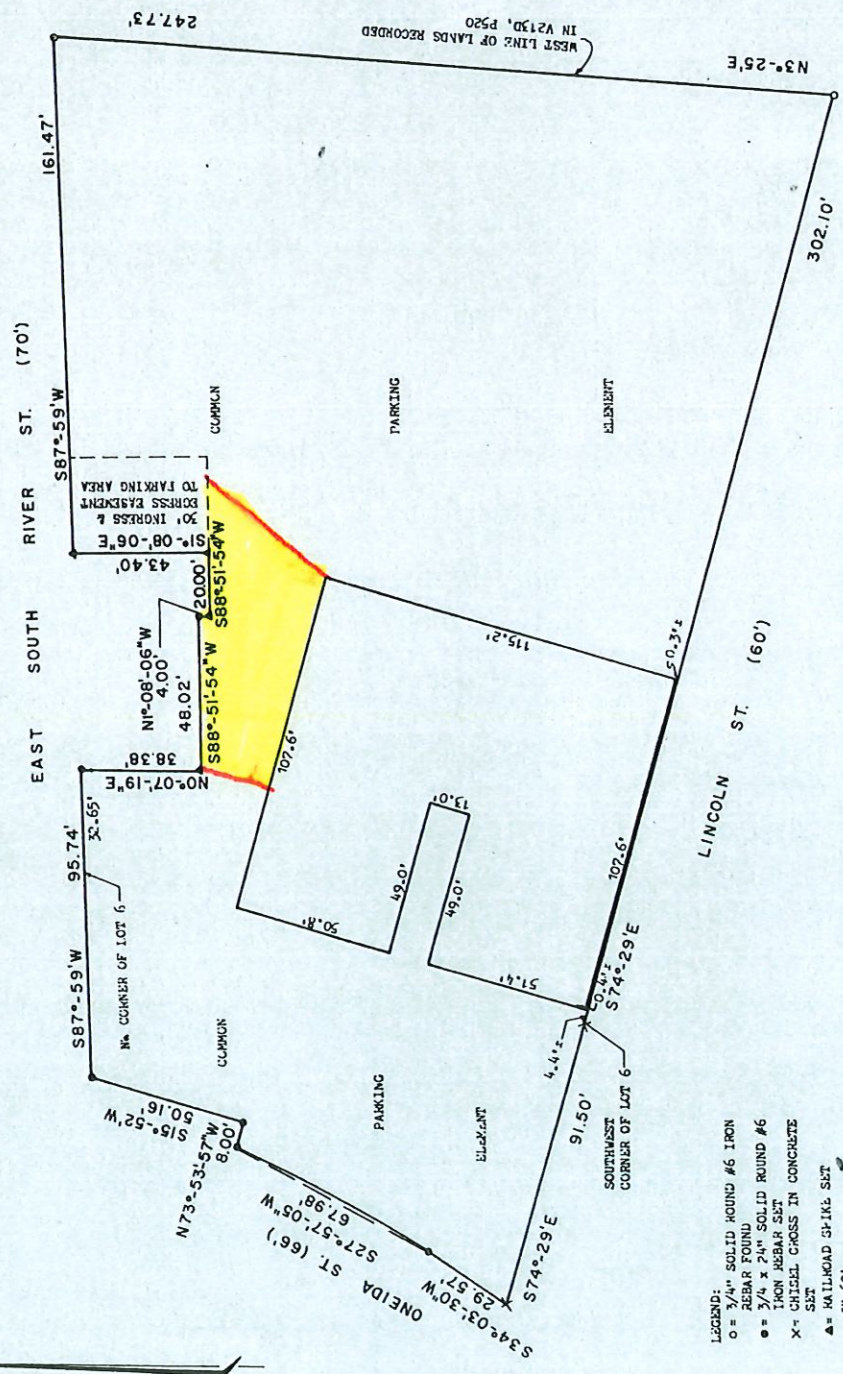 EAST SOUTH RIVER ST. (70')
S87°-59'W
95.74'
32.65'
NW CORNER OF LOT 6
N0°-07'-19"E
38.38'
S88°-51'-54"W
48.02'
N1°-08'-06"W
4.00'
20.00'
S88°-51'-54"W
S1°-08'-06"E
43.40'
30' INGRESS &
EGRESS EASEMENT
TO PARKING AREA
S87°-59'W
161.47'
247.73'
WEST LINE OF LANDS RECORDED
IN V213D, P520
N3°-25'E
COMMON
PARKING
ELEMENT
302.10'
S15°-52'W
50.16'
N73°-53'-57"W
8.00'
COMMON
PARKING
ELEMENT
S27°-57'-05"W
67.98'
ONEIDA ST. (66')
S34°-03'-30"W
29.57'
107.6'
115.2'
50.8'
49.0'
13.0'
49.0'
51.4'
0.3'±
0.4'±
4.4'±
S74°-29'E
91.50'
SOUTHWEST
CORNER OF LOT 6
S74°-29'E
107.6'
LINCOLN ST. (60')
LEGEND:
o = 3/4" SOLID ROUND #6 IRON
REBAR FOUND
● = 3/4 x 24" SOLID ROUND #6
IRON REBAR SET
X = CHISEL CROSS IN CONCRETE
SET
▲ = RAILROAD SPIKE SET